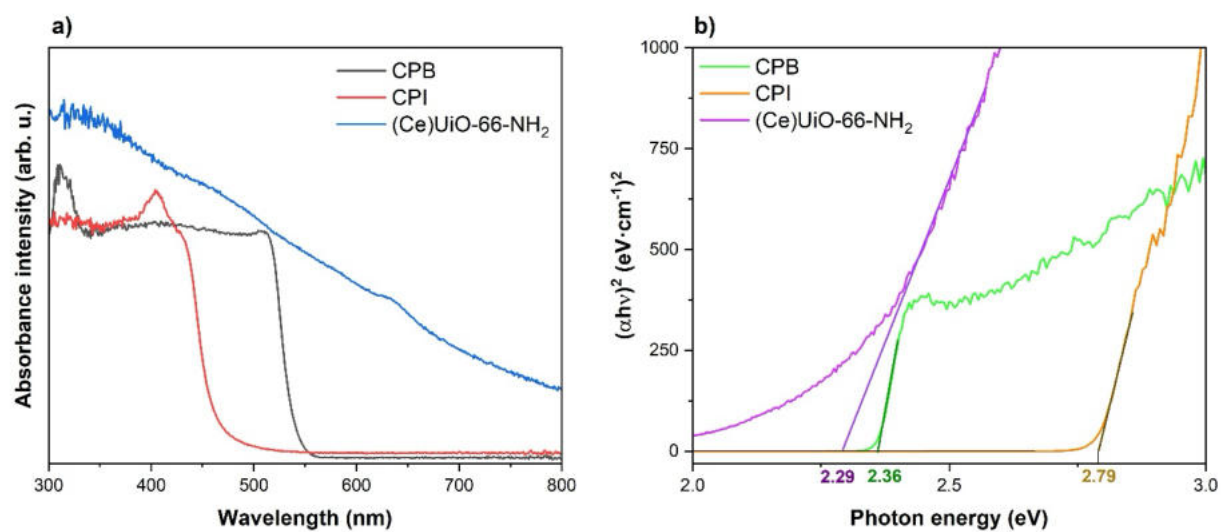 a)
CPB
CPI
(Ce)UiO-66-NH₂
Absorbance intensity (arb. u.)
300 400 500 600 700 800
Wavelength (nm)
b)
CPB
CPI
(Ce)UiO-66-NH₂
1000
750
500
250
0
(αhν)² (eV·cm⁻¹)²
2.29 2.36 2.79
2.0 2.5 3.0
Photon energy (eV)